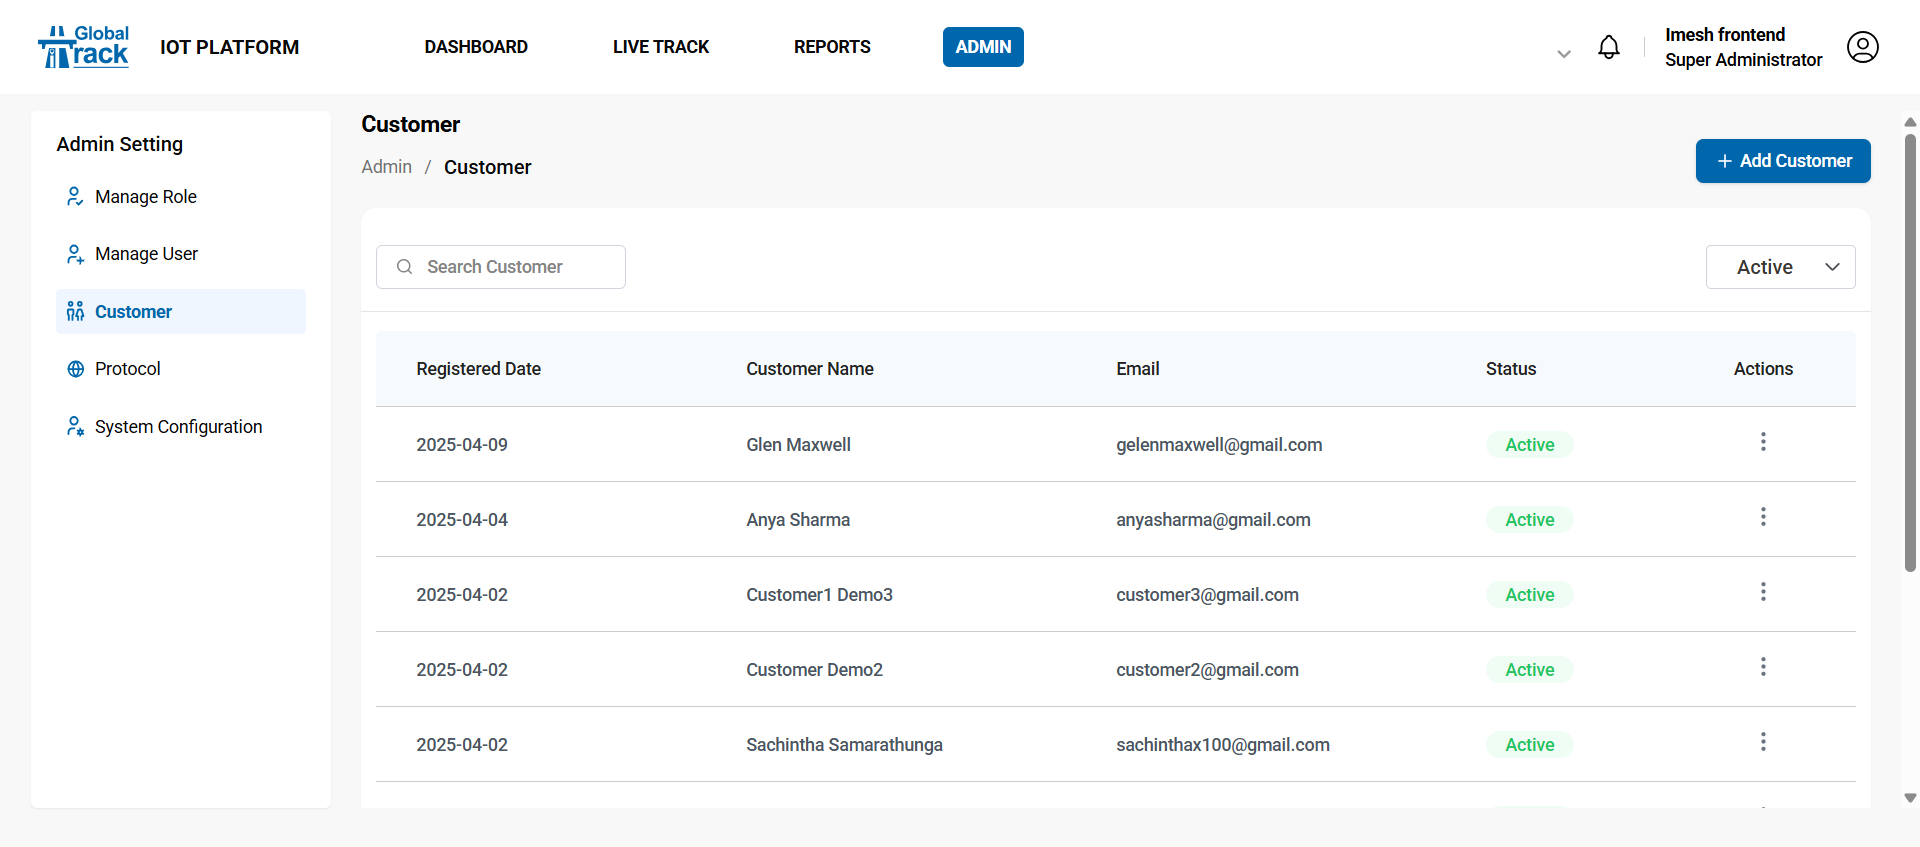 Global
Track
IOT PLATFORM
DASHBOARD
LIVE TRACK
REPORTS
ADMIN
Imesh frontend
Super Administrator
Admin Setting
Manage Role
Manage User
Customer
Protocol
System Configuration
Customer
Admin / Customer
+ Add Customer
Search Customer
Active
Registered Date Customer Name Email Status Actions
2025-04-09 Glen Maxwell gelenmaxwell@gmail.com Active
2025-04-04 Anya Sharma anyasharma@gmail.com Active
2025-04-02 Customer1 Demo3 customer3@gmail.com Active
2025-04-02 Customer Demo2 customer2@gmail.com Active
2025-04-02 Sachintha Samarathunga sachinthax100@gmail.com Active